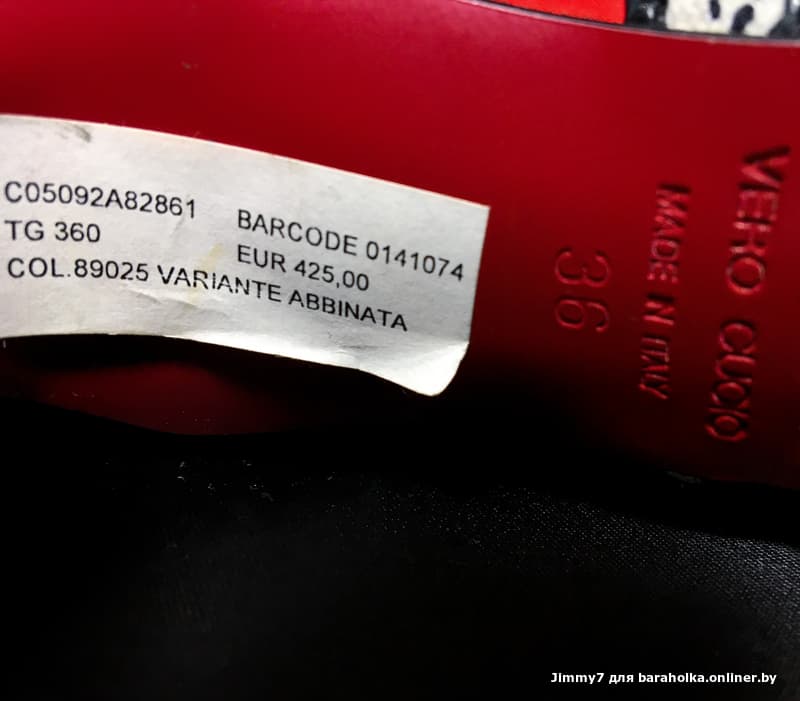 C05092A82861 BARCODE 0141074
TG 360 EUR 425,00
COL.89025 VARIANTE ABBINATA
36
MADE IN ITALY
VERO CUOIO
Jimmy7 для baraholka.onliner.by